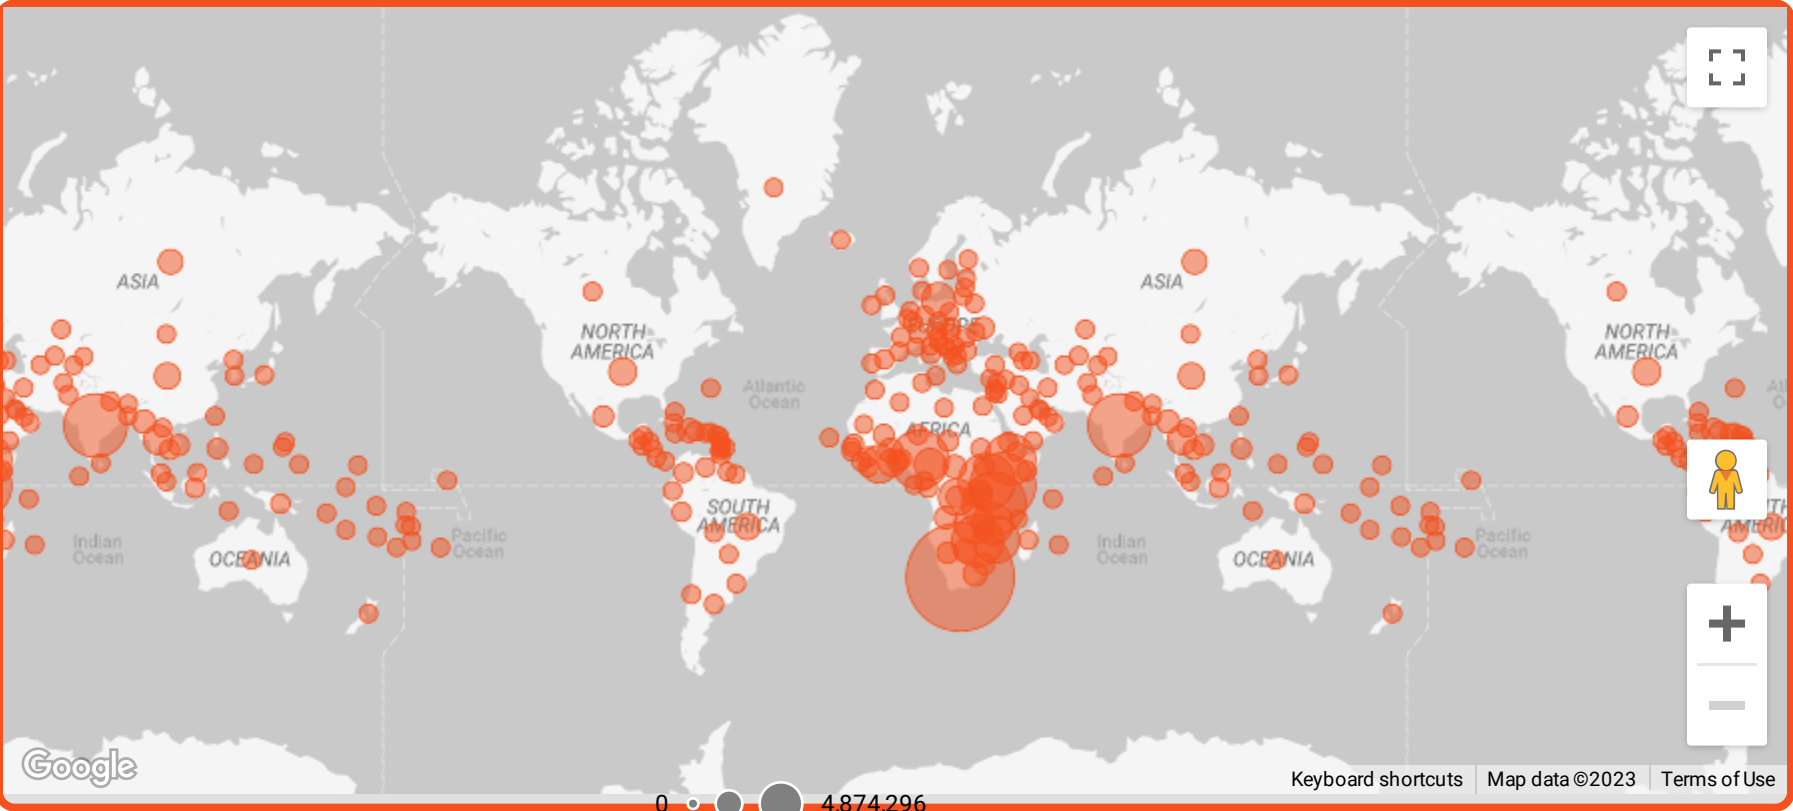 ASIA
NORTH
AMERICA
Atlantic
Ocean
AFRICA
SOUTH
AMERICA
Indian
Ocean
OCEANIA
Pacific
Ocean
ASIA
NORTH
AMERICA
Indian
Ocean
OCEANIA
Pacific
Ocean
Google
Keyboard shortcuts
Map data ©2023
Terms of Use
0
4,874,296